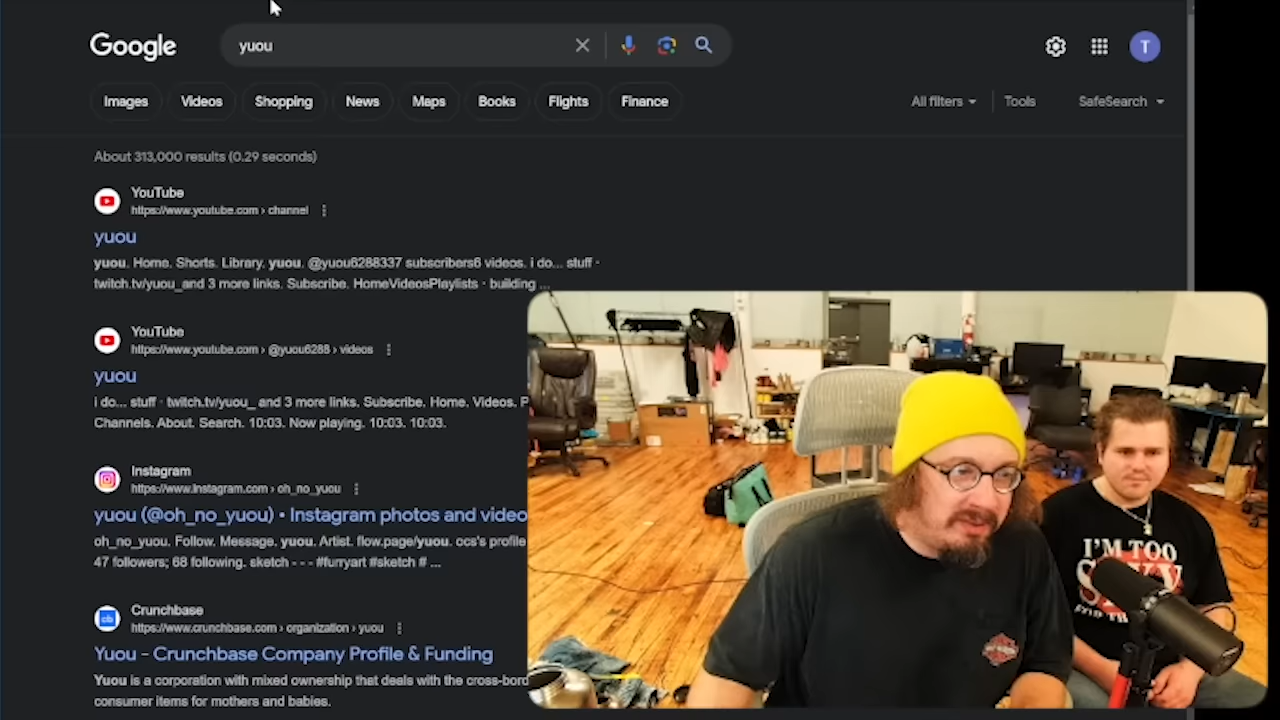 Google
yuou
T
Images
Videos
Shopping
News
Maps
Books
Flights
Finance
All filters
Tools
SafeSearch
About 313,000 results (0.29 seconds)
YouTube
https://www.youtube.com › channel
yuou
yuou. Home. Shorts. Library. yuou. @yuou6288337 subscribers6 videos. i do... stuff ·
twitch.tv/yuou_and 3 more links. Subscribe. HomeVideosPlaylists · building ...
YouTube
https://www.youtube.com › @yuou6288 › videos
yuou
i do... stuff · twitch.tv/yuou_ and 3 more links. Subscribe. Home. Videos. P
Channels. About. Search. 10:03. Now playing. 10:03. 10:03.
Instagram
https://www.instagram.com › oh_no_yuou
yuou (@oh_no_yuou) • Instagram photos and video
oh_no_yuou. Follow. Message. yuou. Artist. flow.page/yuou. ccs's profile
47 followers; 68 following. sketch - - - #furryart #sketch # ...
cb
Crunchbase
https://www.crunchbase.com › organization › yuou
Yuou - Crunchbase Company Profile & Funding
Yuou is a corporation with mixed ownership that deals with the cross-bord
consumer items for mothers and babies.
I'M TOO